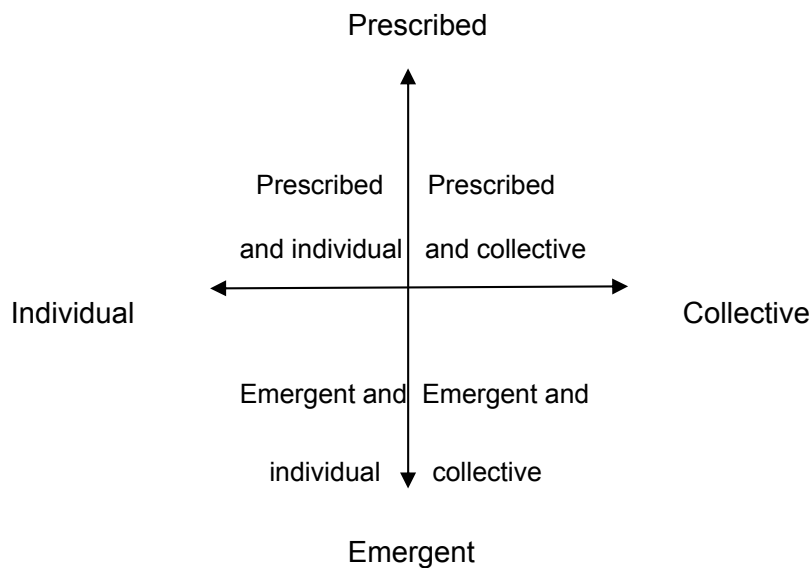 Prescribed
Prescribed Prescribed
and individual and collective
Individual Collective
Emergent and Emergent and
individual collective
Emergent